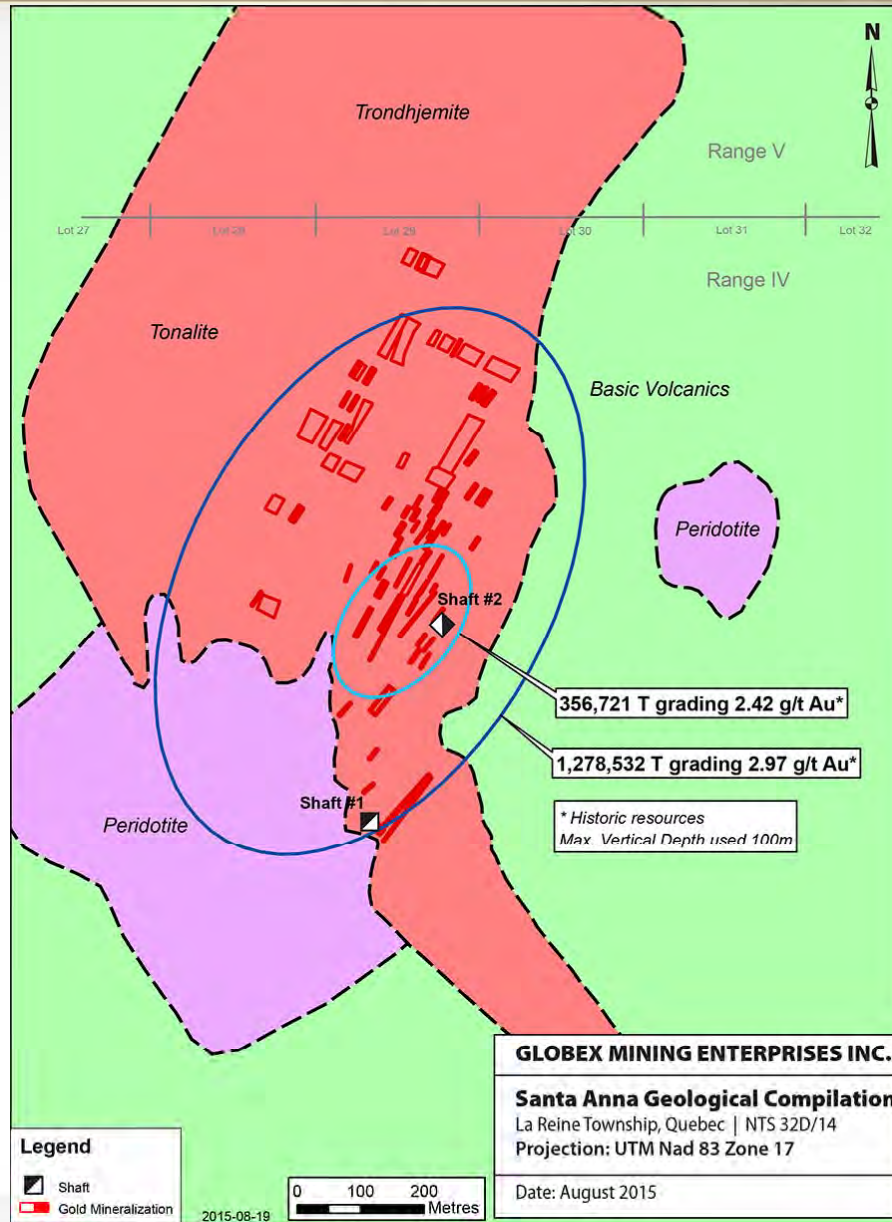 N
Trondhjemite
Range V
Lot 27
Lot 28
Lot 29
Lot 30
Lot 31
Lot 32
Range IV
Tonalite
Basic Volcanics
Peridotite
Shaft #2
356,721 T grading 2.42 g/t Au*
1,278,532 T grading 2.97 g/t Au*
Shaft #1
* Historic resources
Max. Vertical Depth used 100m
Peridotite
GLOBEX MINING ENTERPRISES INC.
Santa Anna Geological Compilation
La Reine Township, Quebec | NTS 32D/14
Projection: UTM Nad 83 Zone 17
Date: August 2015
Legend
Shaft
Gold Mineralization
2015-08-19
0 100 200
Metres